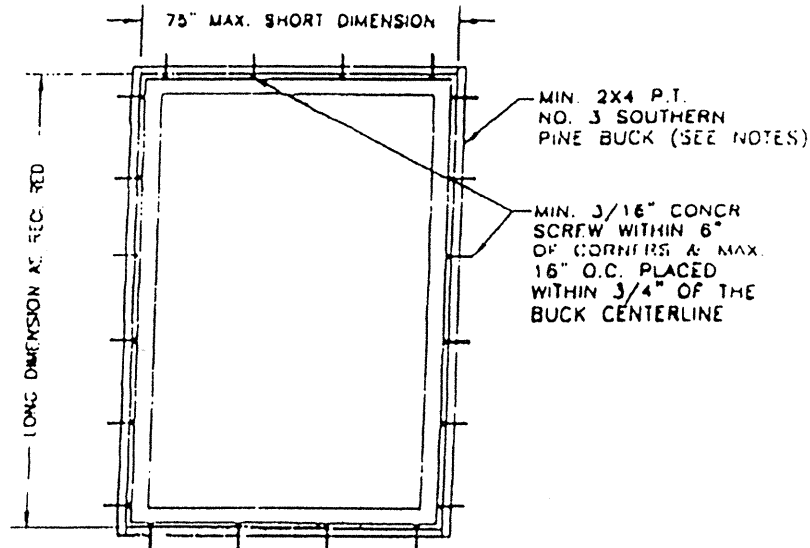 75" MAX. SHORT DIMENSION
MIN. 2X4 P.T.
NO. 3 SOUTHERN
PINE BUCK (SEE NOTES)
MIN. 3/16" CONCR
SCREW WITHIN 6"
OF CORNERS & MAX.
16" O.C. PLACED
WITHIN 3/4" OF THE
BUCK CENTERLINE
LONG DIMENSION AS